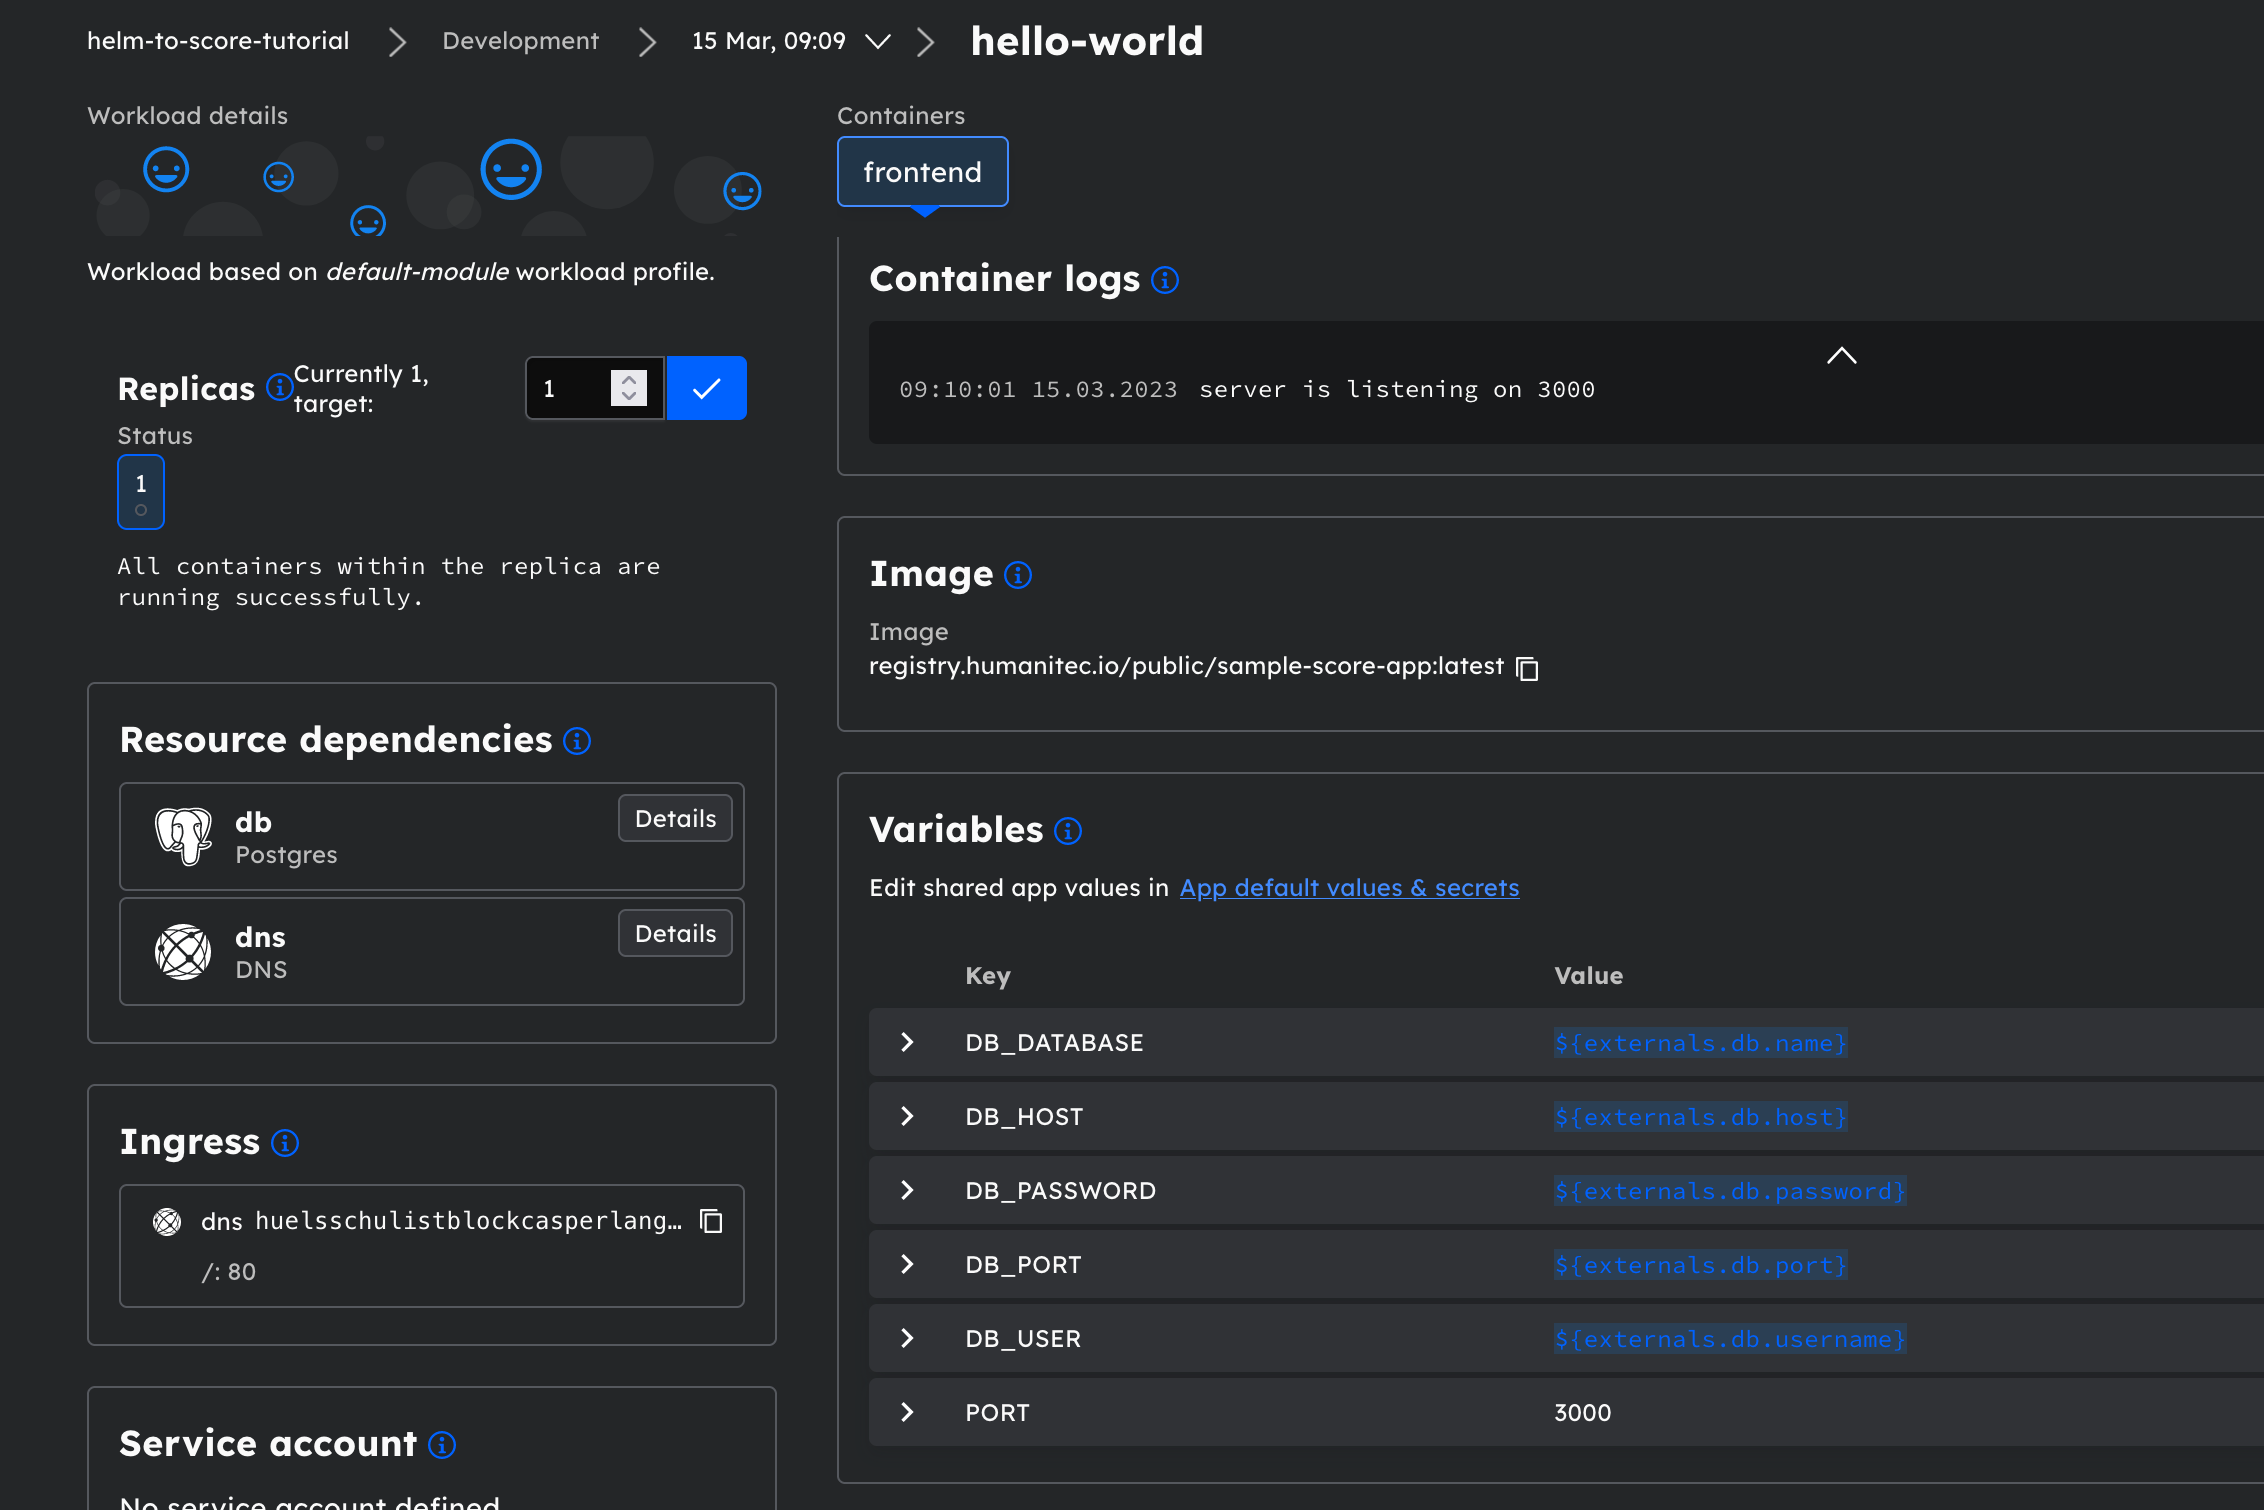 helm-to-score-tutorial
Development
15 Mar, 09:09
hello-world
Workload details
Workload based on default-module workload profile.
Replicas
Currently 1,
target:
1
Status
1
All containers within the replica are
running successfully.
Resource dependencies
db
Postgres
Details
dns
DNS
Details
Ingress
dns huelsschulistblockcasperlang...
/: 80
Service account
No service account defined
Containers
frontend
Container logs
09:10:01 15.03.2023 server is listening on 3000
Image
Image
registry.humanitec.io/public/sample-score-app:latest
Variables
Edit shared app values in App default values & secrets
Key Value
DB_DATABASE ${externals.db.name}
DB_HOST ${externals.db.host}
DB_PASSWORD ${externals.db.password}
DB_PORT ${externals.db.port}
DB_USER ${externals.db.username}
PORT 3000